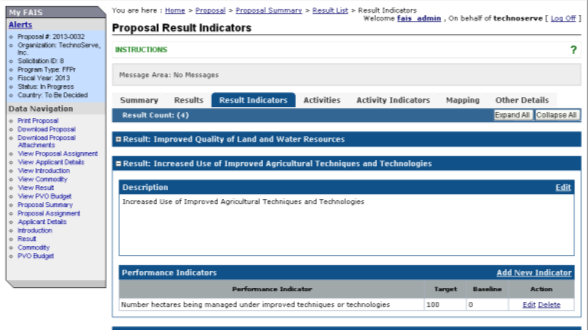 My FAIS
Alerts
Proposal #: 2013-0032
Organization: TechnoServe, Inc.
Solicitation ID: 8
Program Type: FFPr
Fiscal Year: 2013
Status: In Progress
Country: To Be Decided
Data Navigation
Print Proposal
Download Proposal
Download Proposal Attachments
View Proposal Assignment
View Applicant Details
View Introduction
View Commodity
View Result
View PVO Budget
Proposal Summary
Proposal Assignment
Applicant Details
Introduction
Result
Commodity
PVO Budget
You are here : Home > Proposal > Proposal Summary > Result List > Result Indicators
Welcome fais admin , On behalf of technoserve [ Log Off ]
Proposal Result Indicators
INSTRUCTIONS ?
Message Area: No Messages
Summary Results Result Indicators Activities Activity Indicators Mapping Other Details
Result Count: (4) Expand All Collapse All
Result: Improved Quality of Land and Water Resources
Result: Increased Use of Improved Agricultural Techniques and Technologies
Description Edit
Increased Use of Improved Agricultural Techniques and Technologies
Performance Indicators Add New Indicator
Performance Indicator Target Baseline Action
Number hectares being managed under improved techniques or technologies 100 0 Edit Delete